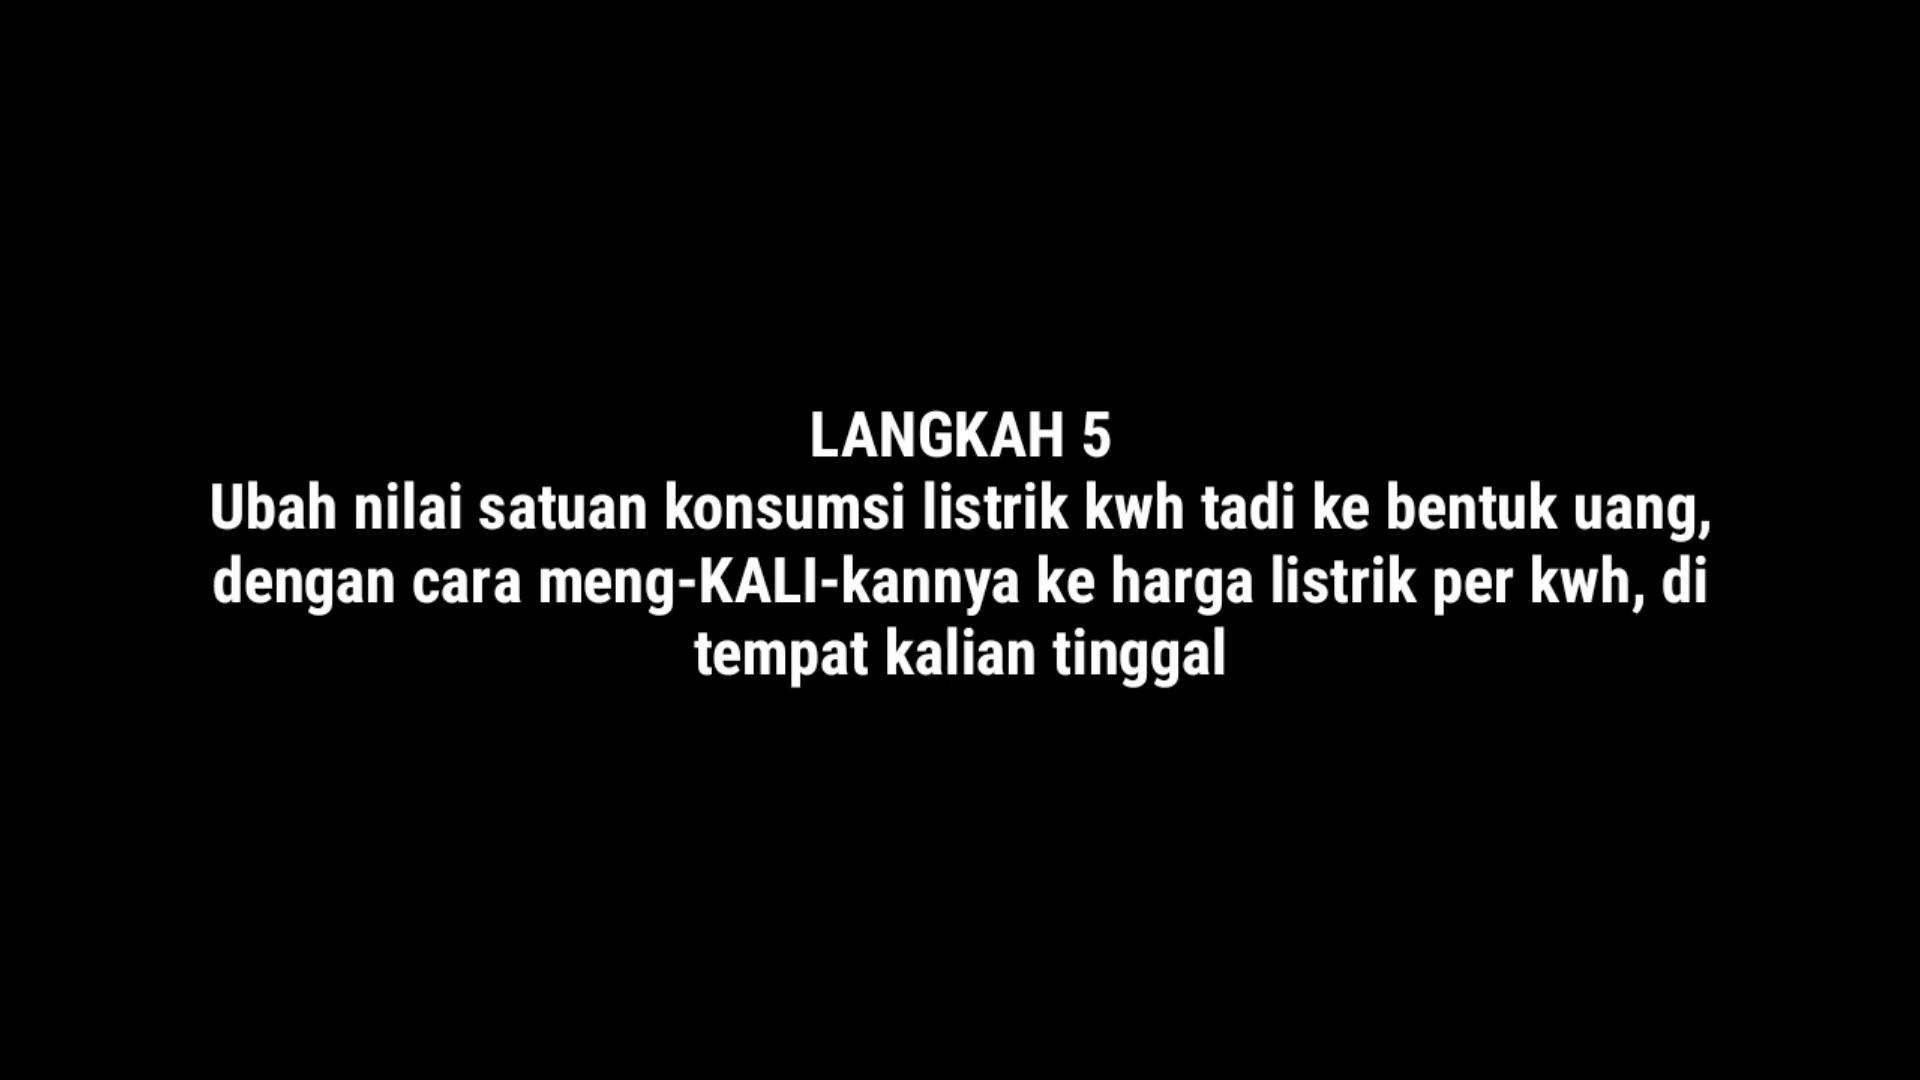 LANGKAH 5
Ubah nilai satuan konsumsi listrik kwh tadi ke bentuk uang,
dengan cara meng-KALI-kannya ke harga listrik per kwh, di
tempat kalian tinggal